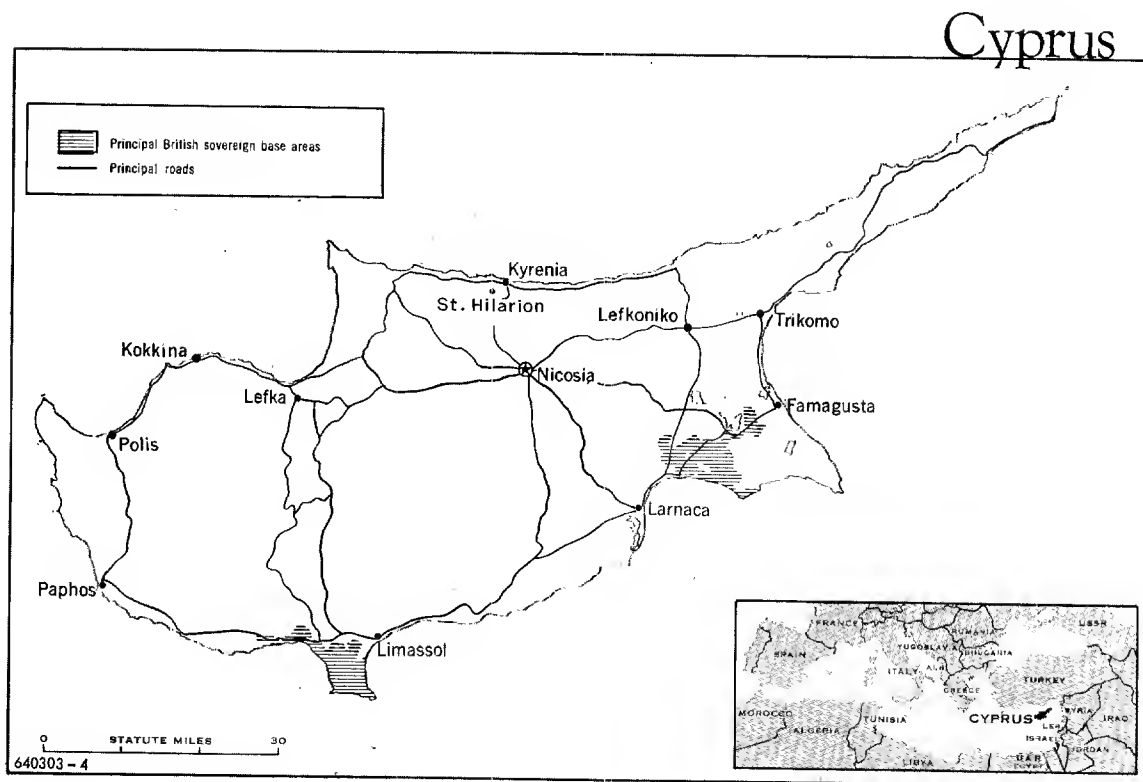 Cyprus
Principal British sovereign base areas
Principal roads
Kyrenia
St. Hilarion
Lefkoniko
Trikomo
Kokkina
Nicosia
Lefka
Famagusta
Polis
Larnaca
Paphos
Limassol
0 STATUTE MILES 30
640303-4
FRANCE
RUMANIA
USSR
SPAIN
YUGOSLAVIA
BULGARIA
ITALY
ALB
GREECE
TURKEY
MOROCCO
ALGERIA
TUNISIA
CYPRUS
SYRIA
IRAQ
LEB
ISRAEL
JORDAN
LIBYA
UAR
EGYPT